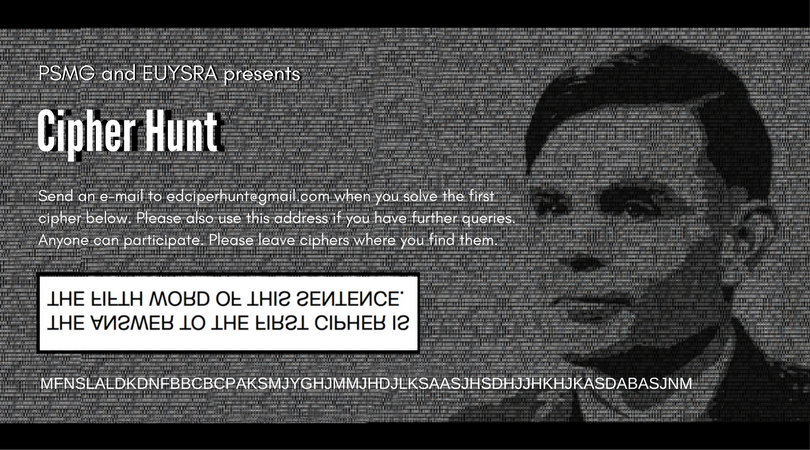 PSMG and EUYSRA presents
Cipher Hunt
Send an e-mail to edciperhunt@gmail.com when you solve the first
cipher below. Please also use this address if you have further queries.
Anyone can participate. Please leave ciphers where you find them.
THE ANSWER TO THE FIRST CIPHER IS
THE FIFTH WORD OF THIS SENTENCE.
MFNSLALDKDNFBBCBCPAKSMJYGHJMMJHDJLKSAASJHSDHJJHKHJKASDABASJNM